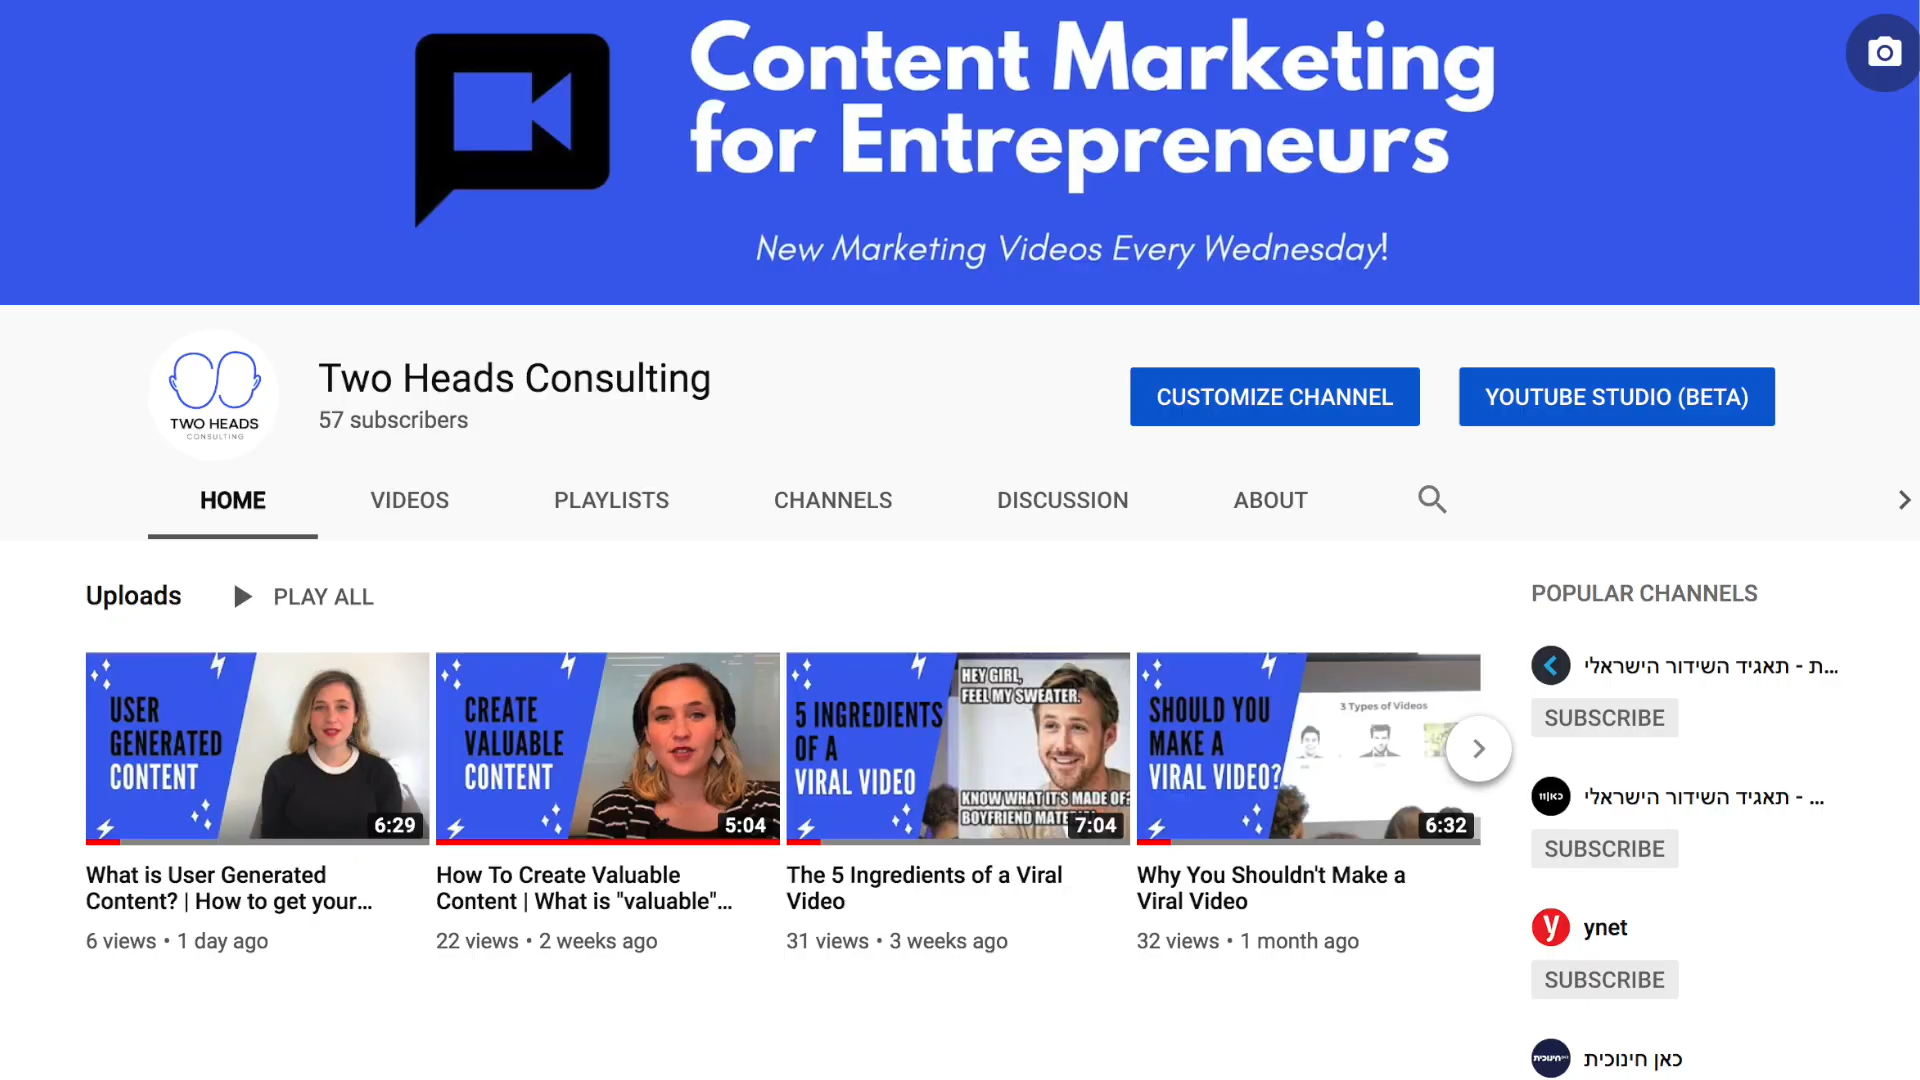 Content Marketing
for Entrepreneurs
New Marketing Videos Every Wednesday!
TWO HEADS
CONSULTING
Two Heads Consulting
57 subscribers
CUSTOMIZE CHANNEL
YOUTUBE STUDIO (BETA)
HOME
VIDEOS
PLAYLISTS
CHANNELS
DISCUSSION
ABOUT
Uploads
PLAY ALL
USER
GENERATED
CONTENT
6:29
What is User Generated
Content? | How to get your...
6 views • 1 day ago
CREATE
VALUABLE
CONTENT
5:04
How To Create Valuable
Content | What is "valuable"...
22 views • 2 weeks ago
5 INGREDIENTS
OF A
VIRAL VIDEO
HEY GIRL,
FEEL MY SWEATER.
KNOW WHAT IT'S MADE OF?
BOYFRIEND
7:04
The 5 Ingredients of a Viral
Video
31 views • 3 weeks ago
SHOULD YOU
MAKE A
VIRAL VIDEO?
3 Types of Videos
6:32
Why You Shouldn't Make a
Viral Video
32 views • 1 month ago
POPULAR CHANNELS
ת - תאגיד השידור הישראלי...
SUBSCRIBE
כאן11
- תאגיד השידור הישראלי ...
SUBSCRIBE
y
ynet
SUBSCRIBE
כאן חינוכית